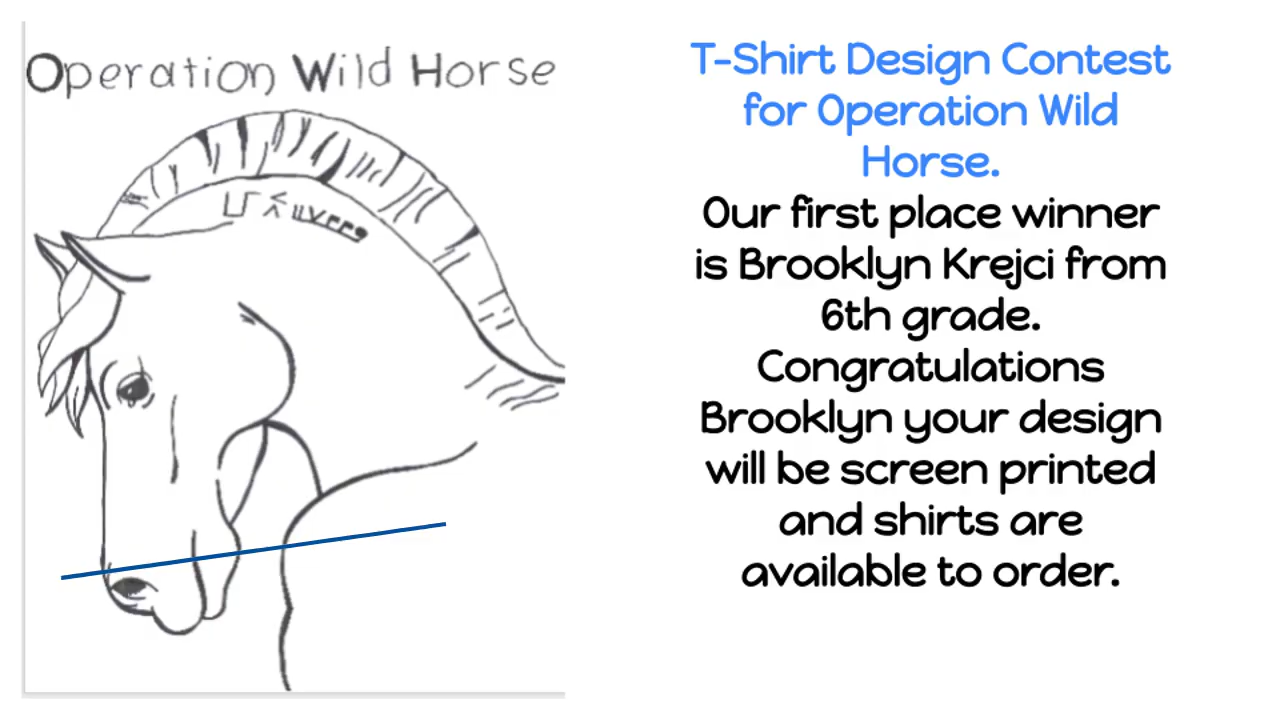 Operation Wild Horse
T-Shirt Design Contest
for Operation Wild
Horse.
Our first place winner
is Brooklyn Krejci from
6th grade.
Congratulations
Brooklyn your design
will be screen printed
and shirts are
available to order.